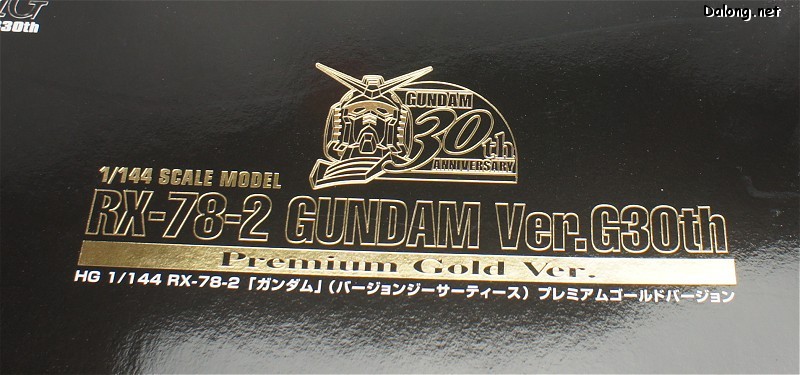 Dalong.net
G30th
GUNDAM
30th
ANNIVERSARY
1/144 SCALE MODEL
RX-78-2 GUNDAM Ver.G30th
Premium Gold Ver.
HG 1/144 RX-78-2「ガンダム」（バージョンジーサーティース）プレミアムゴールドバージョン